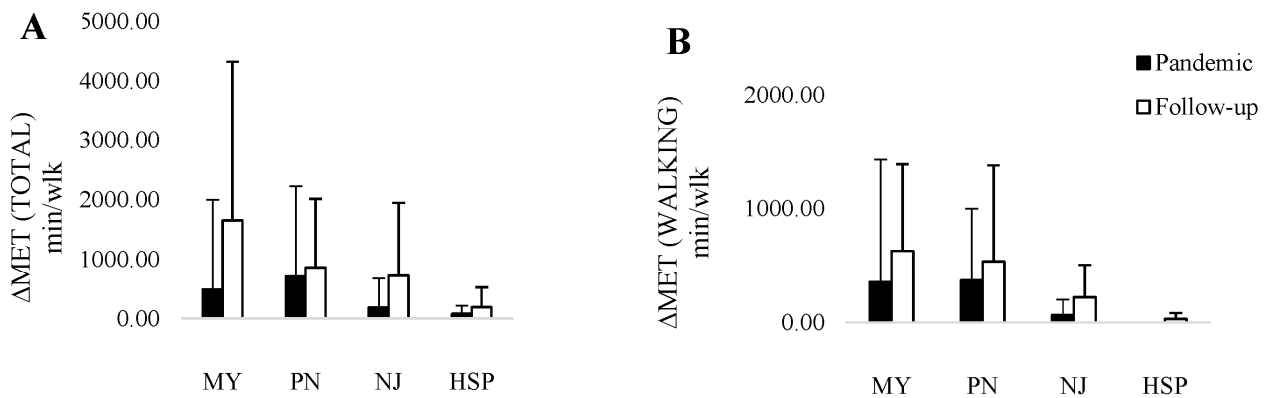 A
5000.00
4000.00
3000.00
2000.00
1000.00
0.00
ΔMET (TOTAL)
min/wlk
MY PN NJ HSP
B
Pandemic
Follow-up
2000.00
1000.00
0.00
ΔMET (WALKING)
min/wlk
MY PN NJ HSP